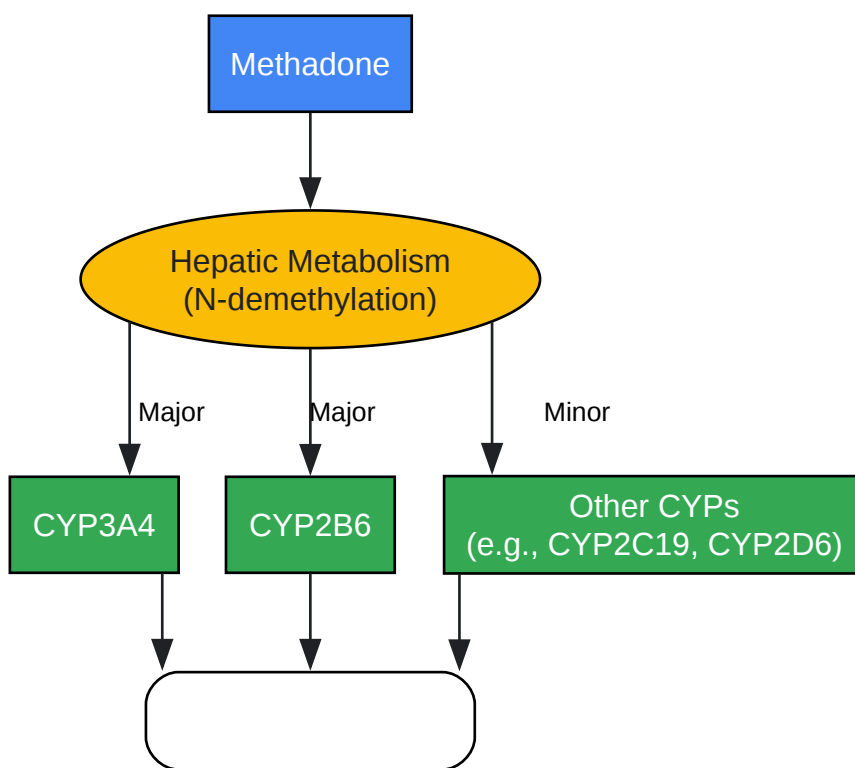 Methadone
Hepatic Metabolism
(N-demethylation)
Major
Major
Minor
CYP3A4
CYP2B6
Other CYPs
(e.g., CYP2C19, CYP2D6)